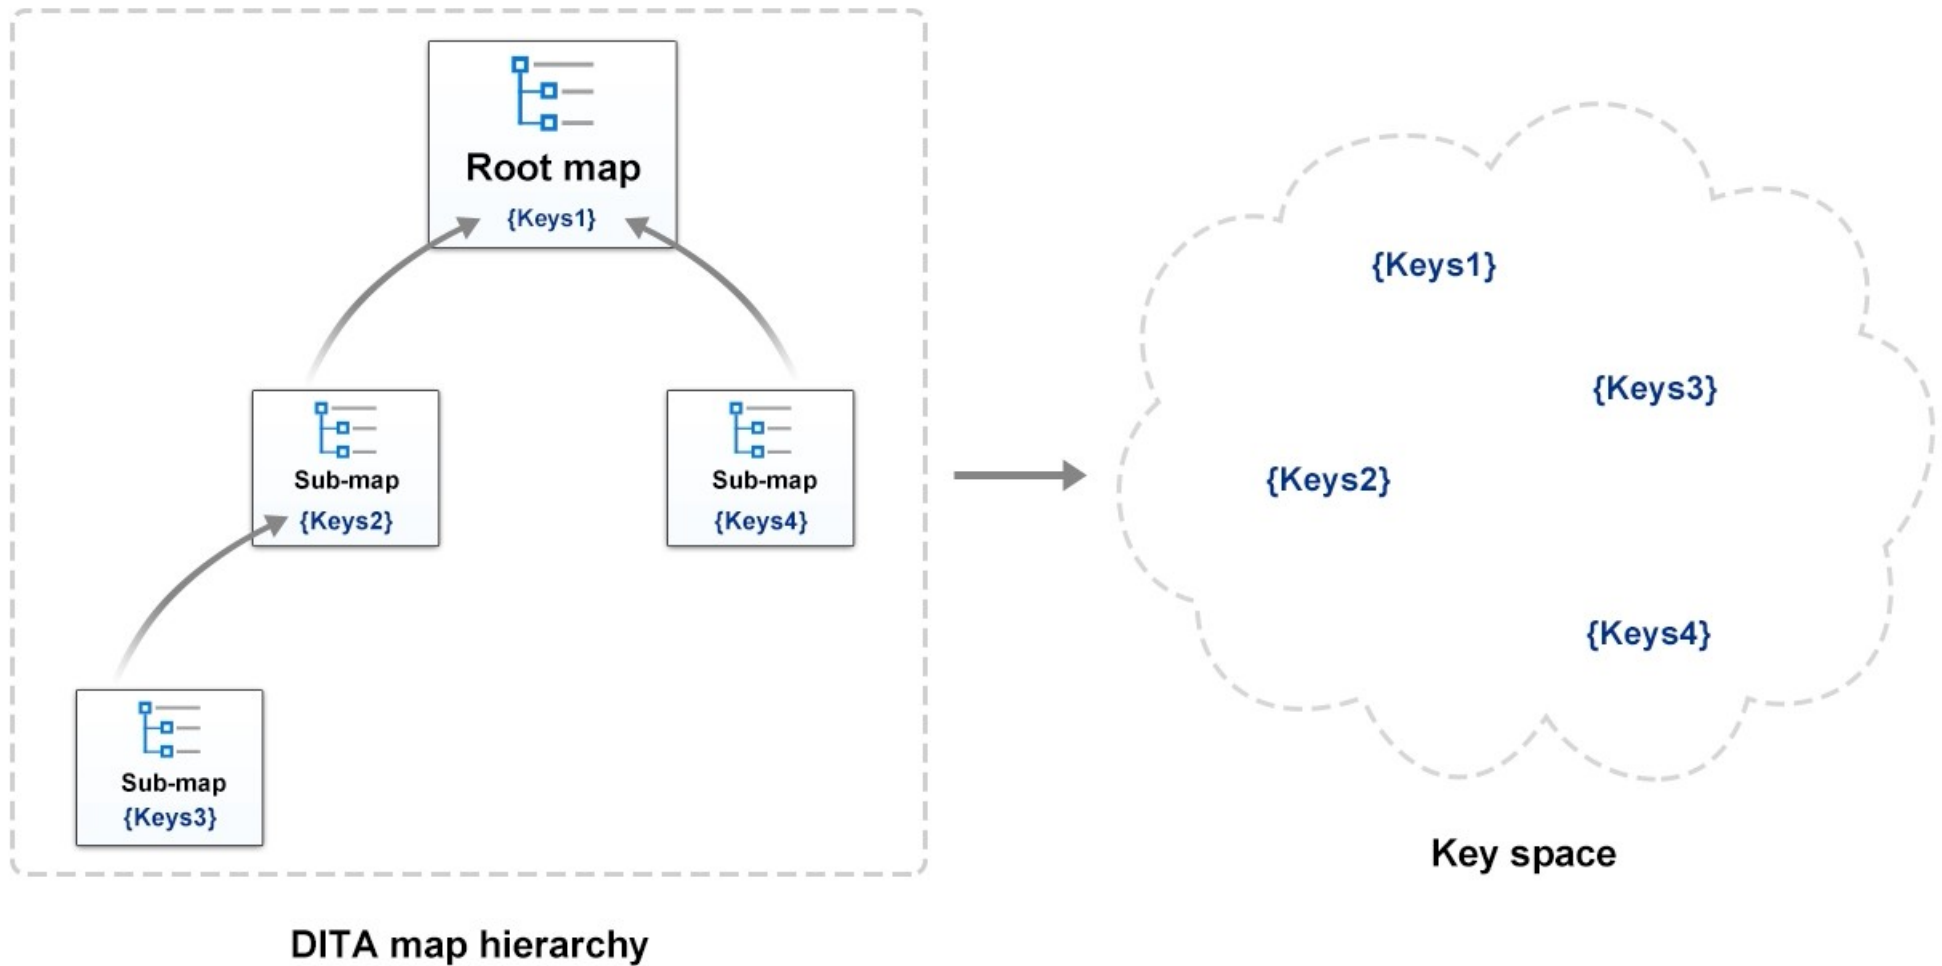 Root map
{Keys1}
Sub-map
{Keys2}
Sub-map
{Keys4}
Sub-map
{Keys3}
DITA map hierarchy
{Keys1}
{Keys3}
{Keys2}
{Keys4}
Key space